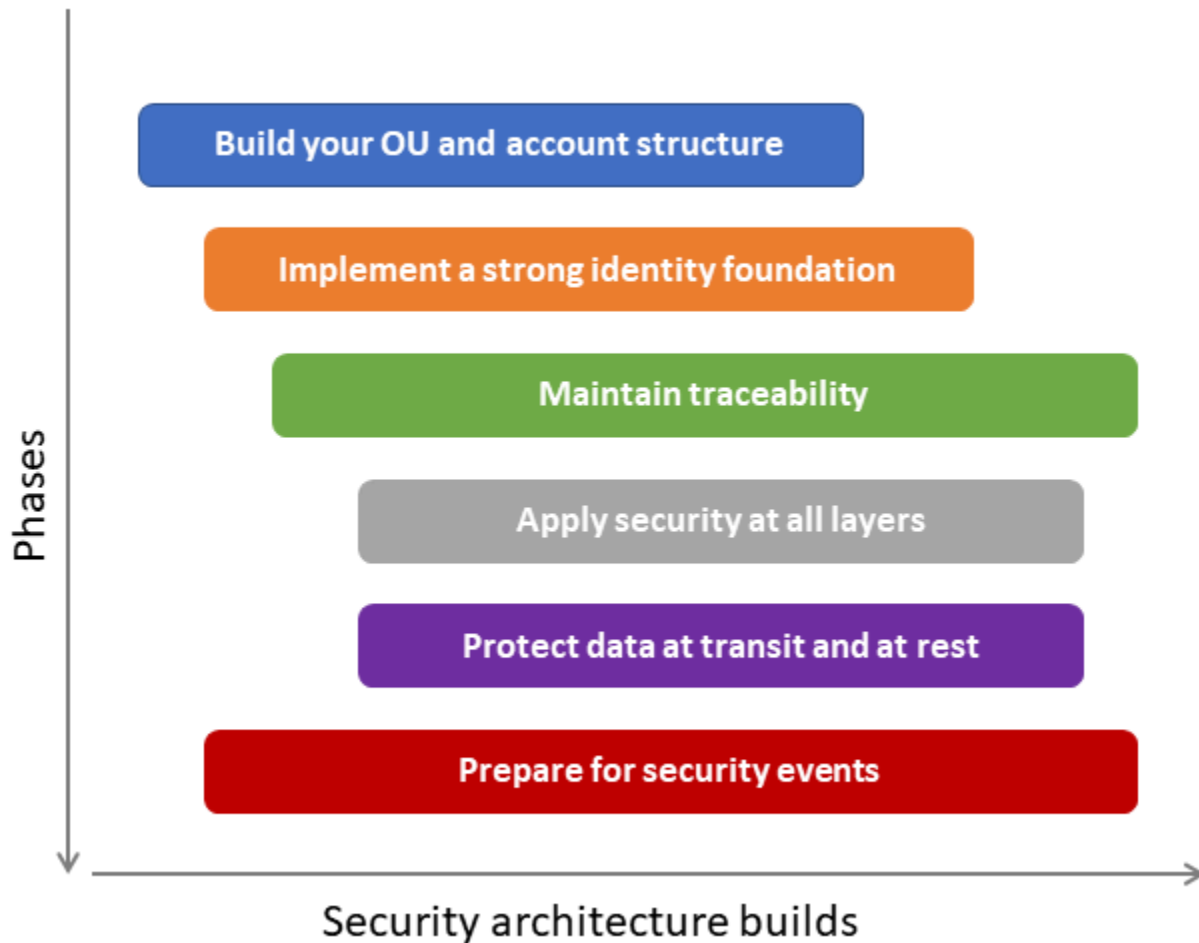 Build your OU and account structure
Implement a strong identity foundation
Maintain traceability
Apply security at all layers
Protect data at transit and at rest
Prepare for security events
Phases
Security architecture builds